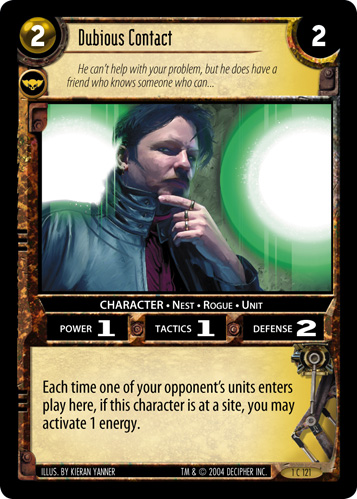 2 Dubious Contact 2
He can't help with your problem, but he does have a
friend who knows someone who can...
CHARACTER • NEST • ROGUE • UNIT
POWER 1 TACTICS 1 DEFENSE 2
Each time one of your opponent's units enters
play here, if this character is at a site, you may
activate 1 energy.
ILLUS. BY KIERAN YANNER TM & © 2004 DECIPHER INC. 1 C 121